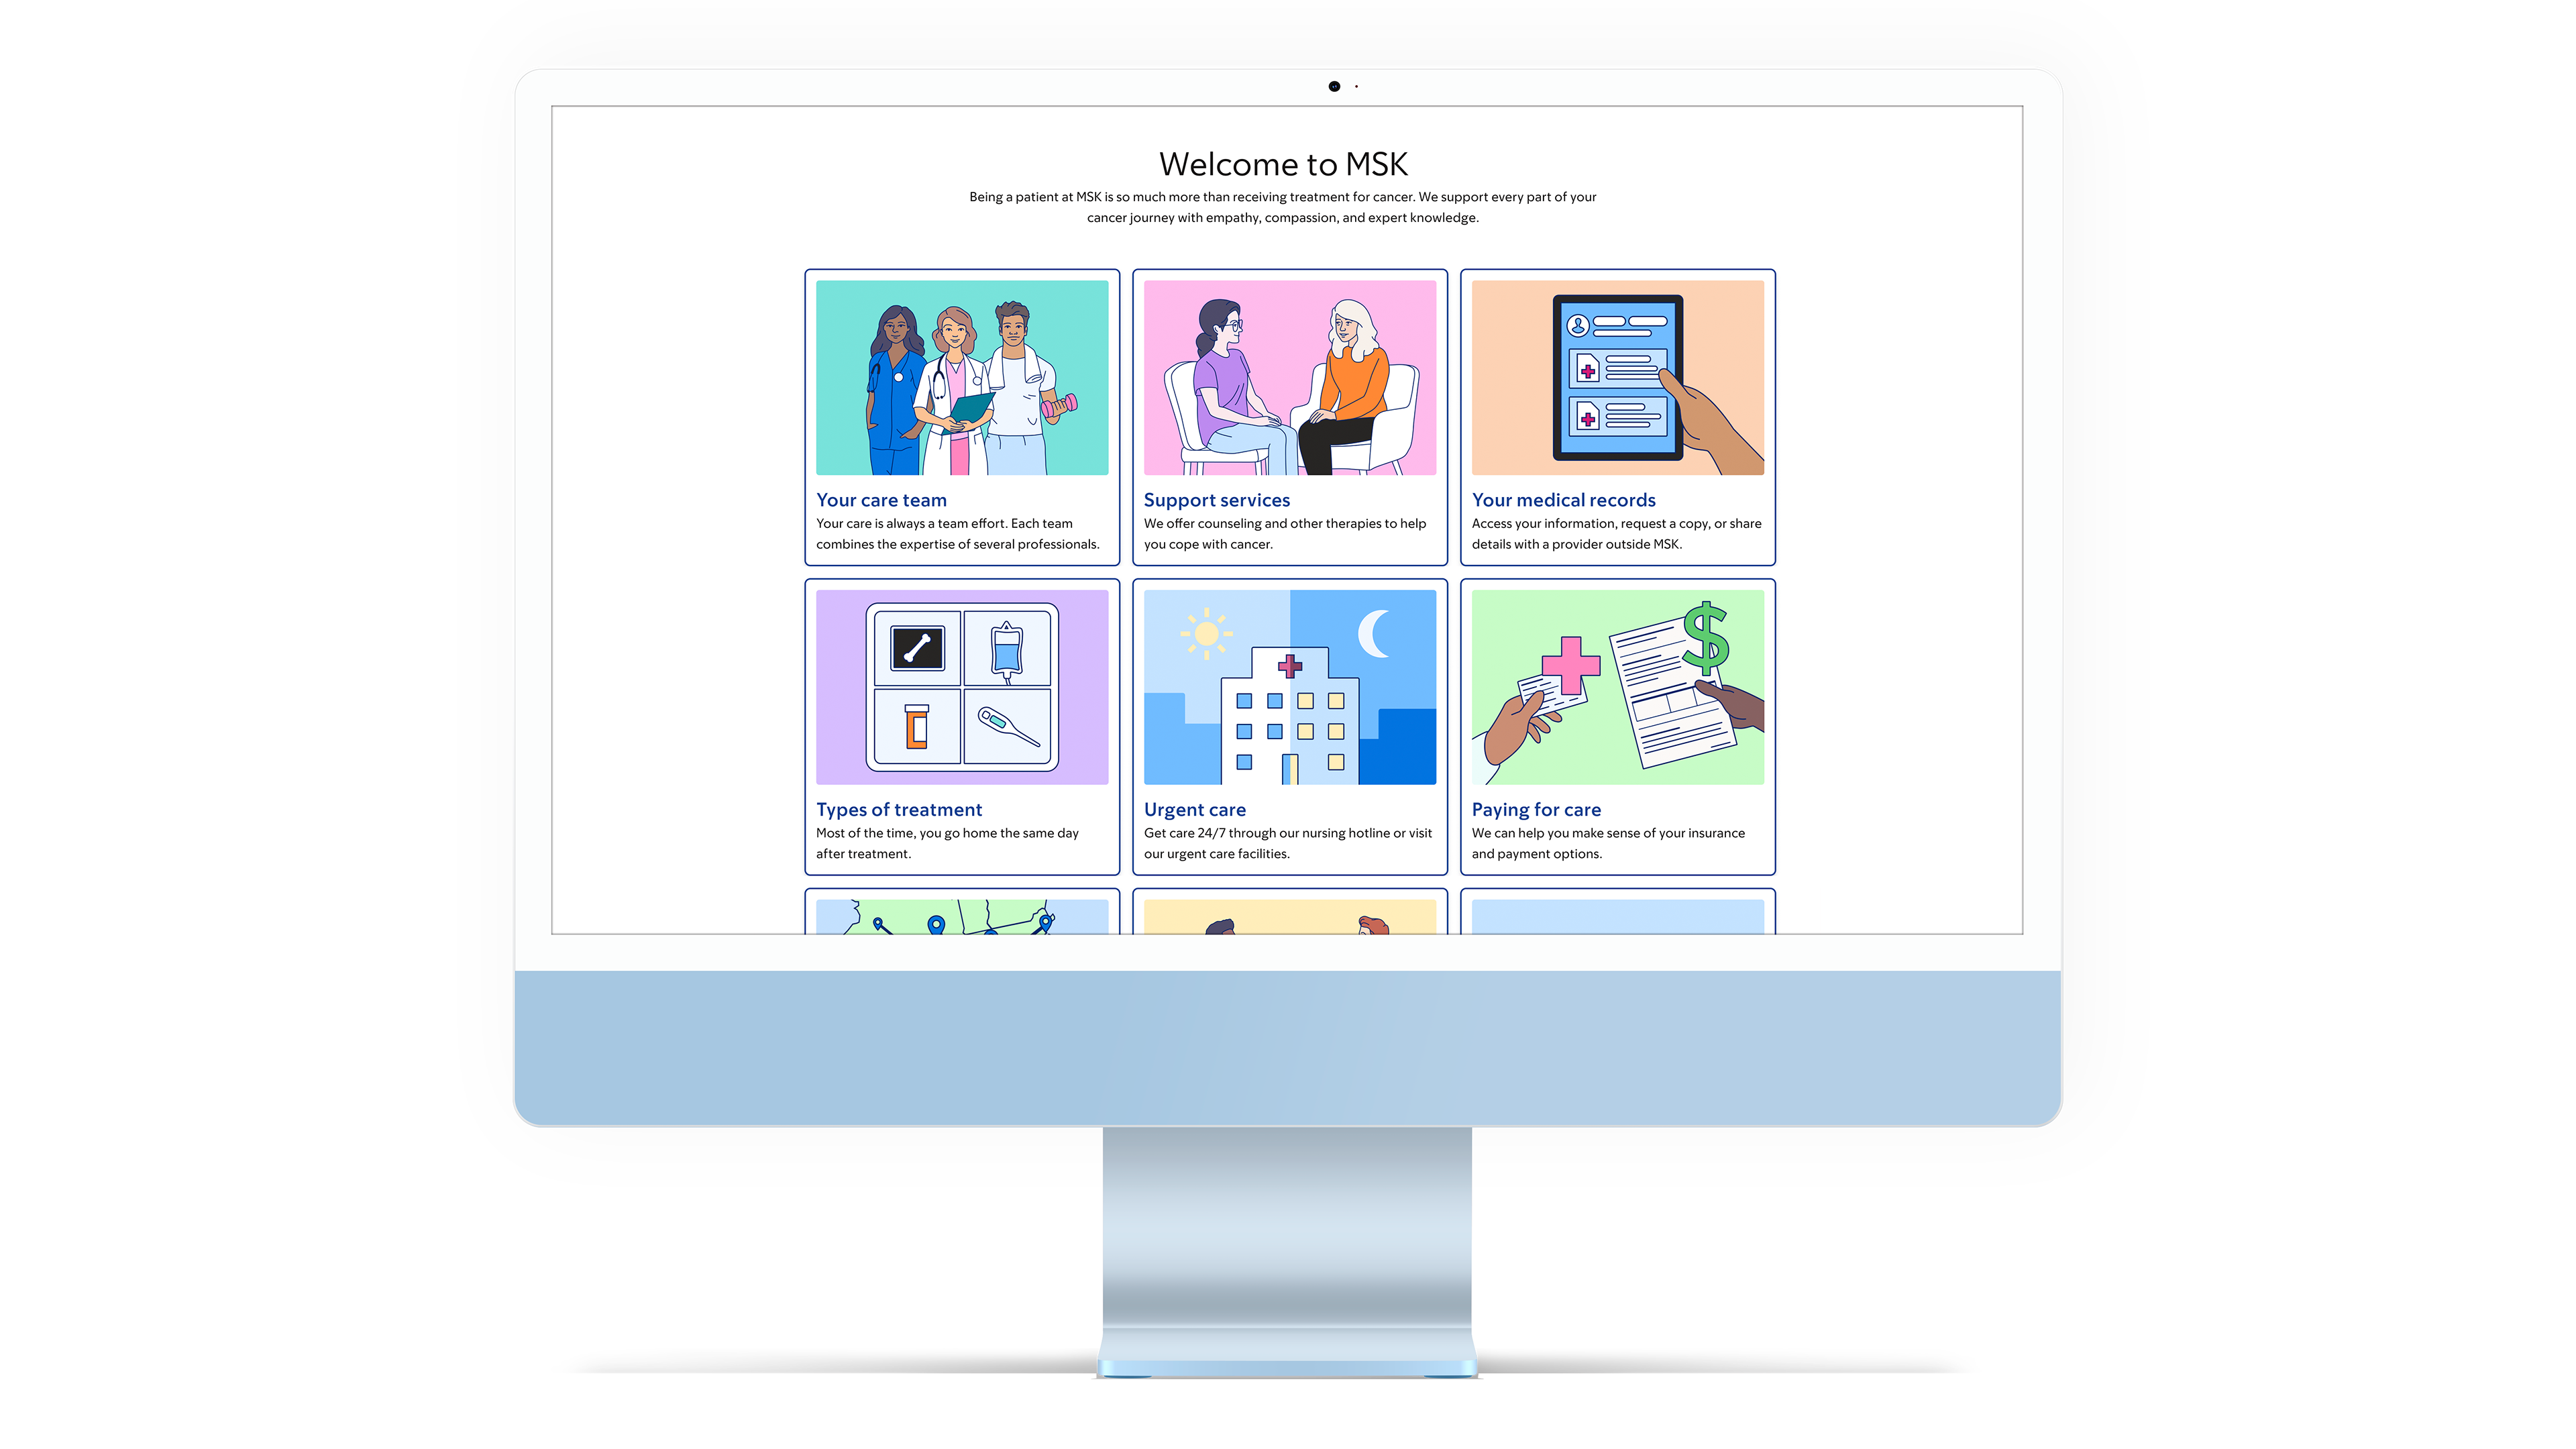 Welcome to MSK
Being a patient at MSK is so much more than receiving treatment for cancer. We support every part of your
cancer journey with empathy, compassion, and expert knowledge.
Your care team
Your care is always a team effort. Each team
combines the expertise of several professionals.
Support services
We offer counseling and other therapies to help
you cope with cancer.
Your medical records
Access your information, request a copy, or share
details with a provider outside MSK.
Types of treatment
Most of the time, you go home the same day
after treatment.
Urgent care
Get care 24/7 through our nursing hotline or visit
our urgent care facilities.
$
Paying for care
We can help you make sense of your insurance
and payment options.